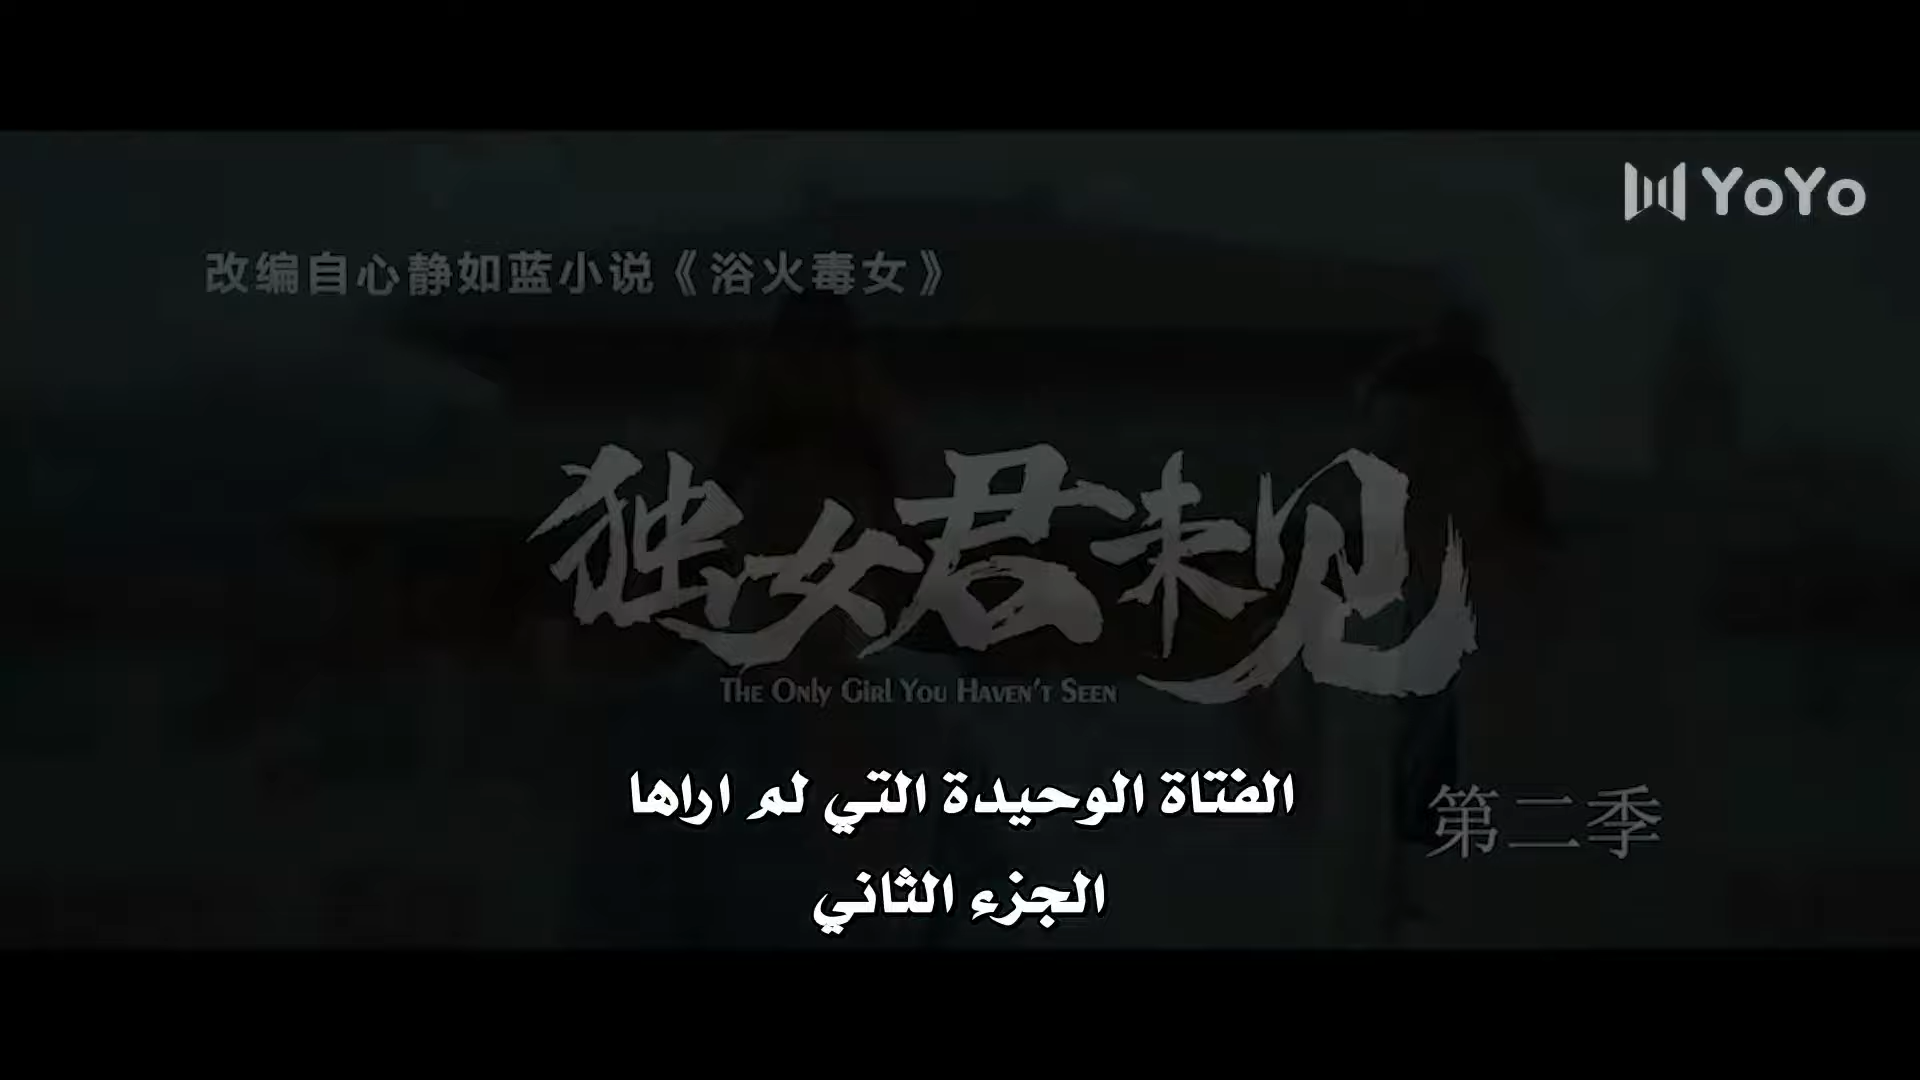 YoYo
改编自心静如蓝小说《浴火毒女》
独女君未见
The Only Girl You Haven't Seen
الفتاة الوحيدة التي لم اراها
第二季
الجزء الثاني